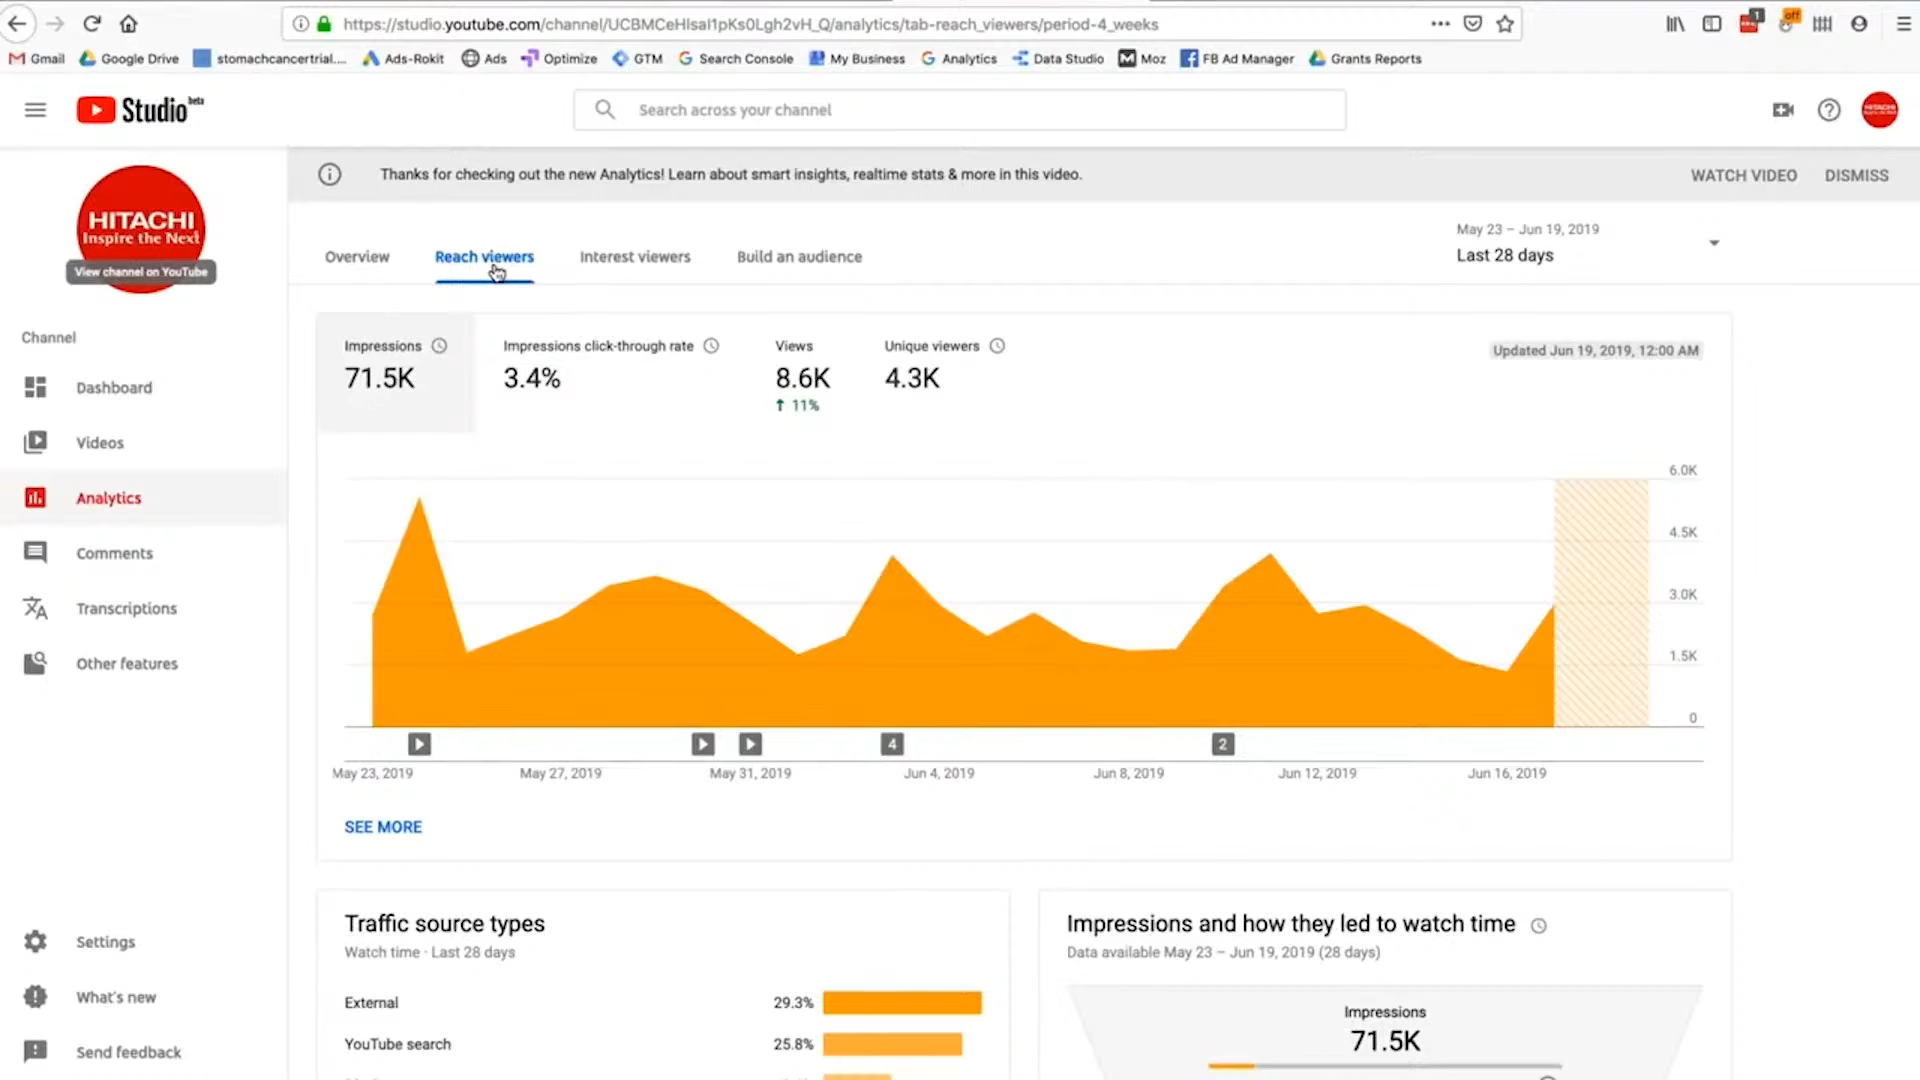 https://studio.youtube.com/channel/UCBMCeHlsaI1pKs0Lgh2vH_Q/analytics/tab-reach_viewers/period-4_weeks
1
off
Gmail
Google Drive
stomachcancertrial....
Ads-Rokit
Ads
Optimize
GTM
Search Console
My Business
Analytics
Data Studio
Moz
FB Ad Manager
Grants Reports
Studio beta
Search across your channel
HITACHI
Thanks for checking out the new Analytics! Learn about smart insights, realtime stats & more in this video.
WATCH VIDEO
DISMISS
HITACHI
Inspire the Next
View channel on YouTube
Overview
Reach viewers
Interest viewers
Build an audience
May 23 – Jun 19, 2019
Last 28 days
Channel
Dashboard
Videos
Analytics
Comments
Transcriptions
Other features
Settings
What's new
Send feedback
Impressions
71.5K
Impressions click-through rate
3.4%
Views
8.6K
11%
Unique viewers
4.3K
Updated Jun 19, 2019, 12:00 AM
6.0K
4.5K
3.0K
1.5K
0
4
2
May 23, 2019
May 27, 2019
May 31, 2019
Jun 4, 2019
Jun 8, 2019
Jun 12, 2019
Jun 16, 2019
SEE MORE
Traffic source types
Watch time · Last 28 days
External
29.3%
YouTube search
25.8%
Impressions and how they led to watch time
Data available May 23 – Jun 19, 2019 (28 days)
Impressions
71.5K